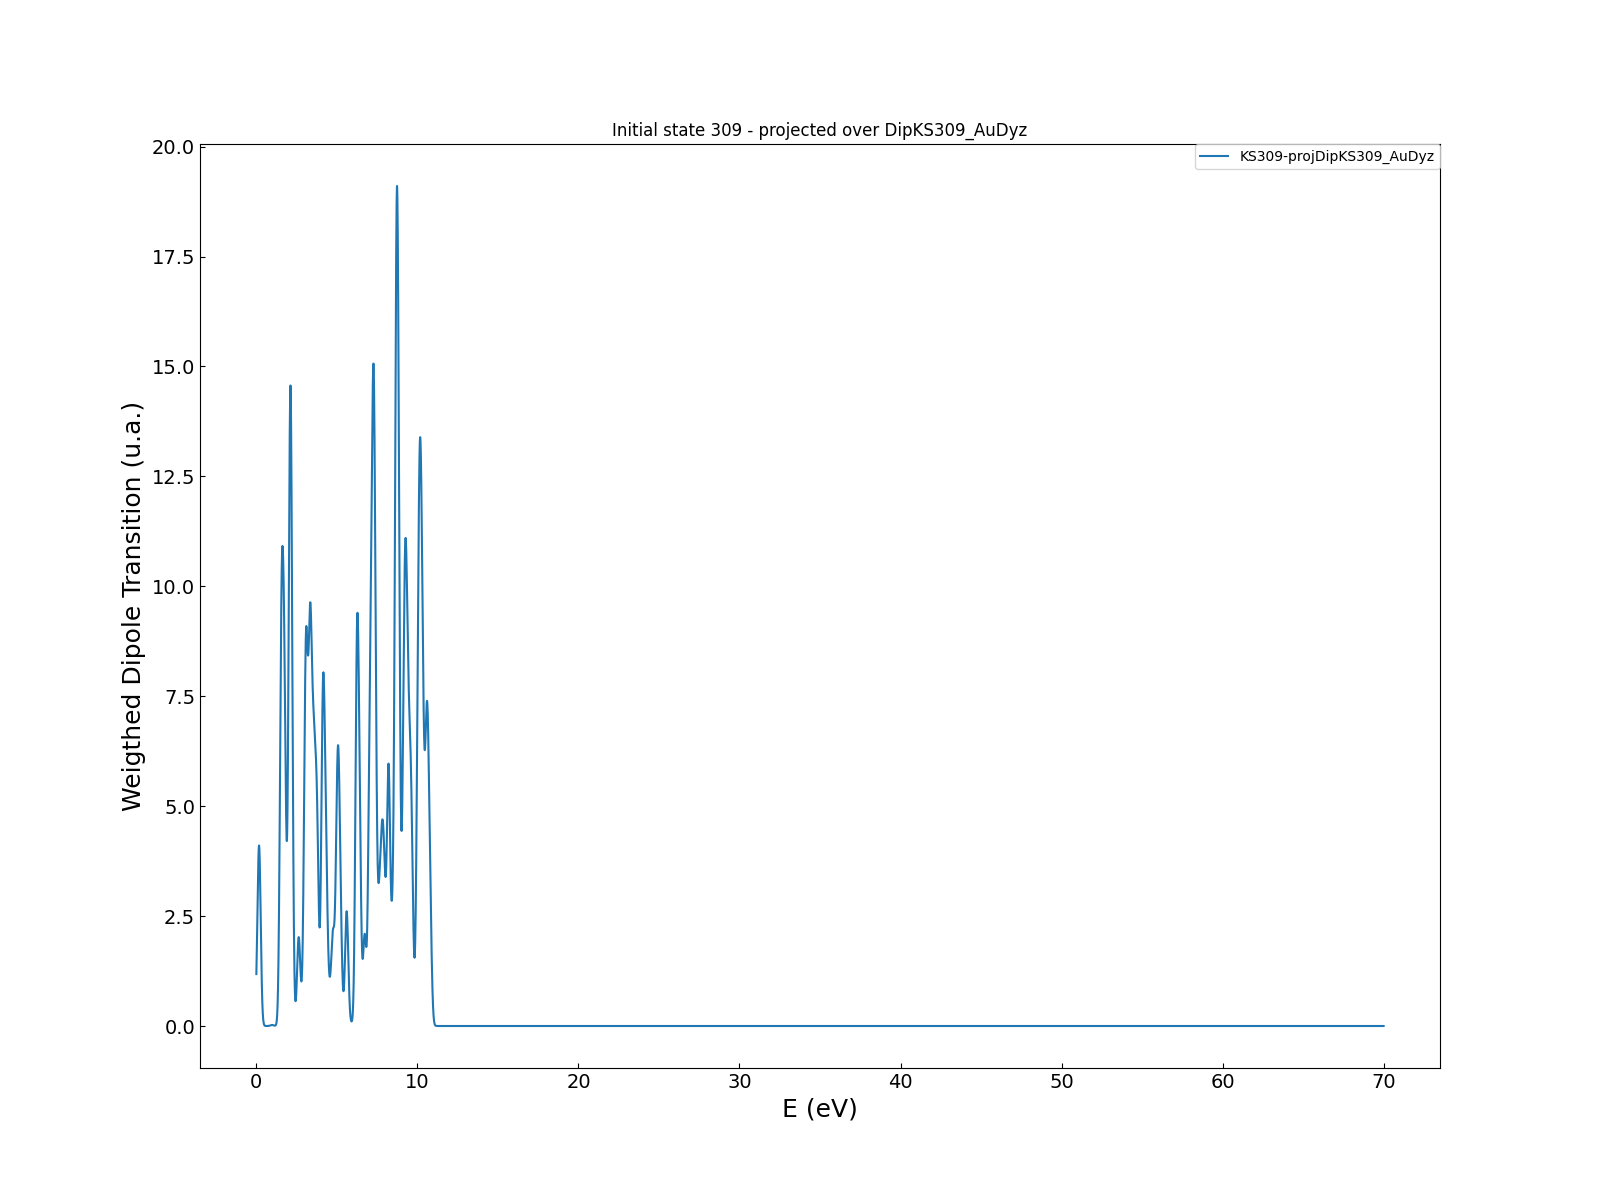 Initial state 309 - projected over DipKS309_AuDyz
KS309-projDipKS309_AuDyz
Weigthed Dipole Transition (u.a.)
20.0
17.5
15.0
12.5
10.0
7.5
5.0
2.5
0.0
0 10 20 30 40 50 60 70
E (eV)